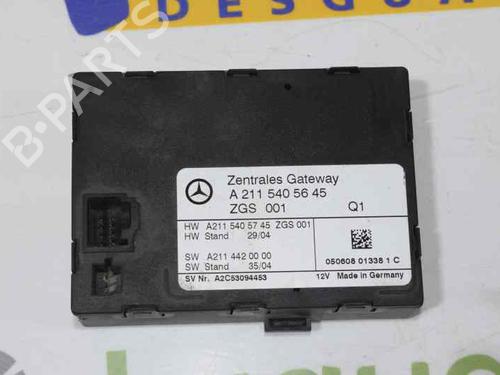 DESGUA
B-PARTS
Zentrales Gateway
A 211 540 56 45
ZGS 001 Q1
HW A211 540 57 45 ZGS 001
HW Stand 29/04
SW A211 442 00 00
SW Stand 35/04
050608 01338 1 C
SV Nr. A2C53094453 12V Made in Germany